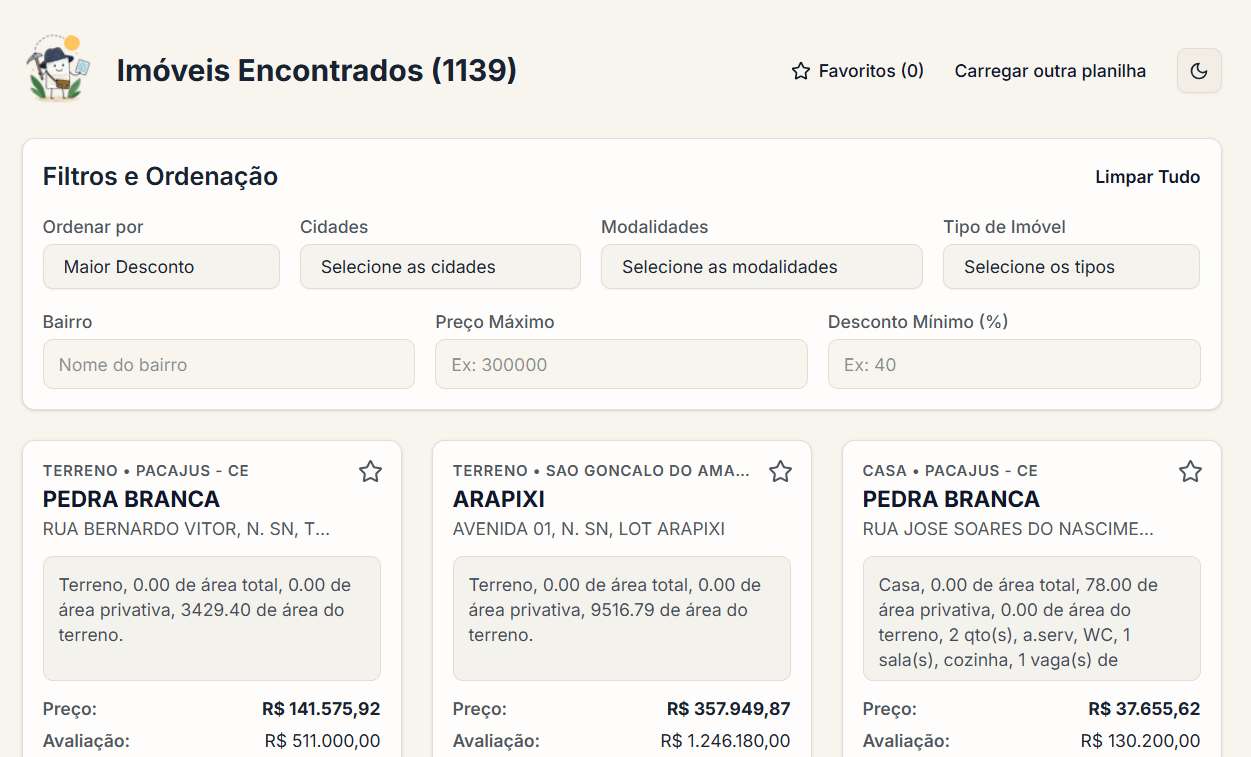 Imóveis Encontrados (1139)
Favoritos (0)
Carregar outra planilha
Filtros e Ordenação
Limpar Tudo
Ordenar por
Cidades
Modalidades
Tipo de Imóvel
Maior Desconto
Selecione as cidades
Selecione as modalidades
Selecione os tipos
Bairro
Preço Máximo
Desconto Mínimo (%)
Nome do bairro
Ex: 300000
Ex: 40
TERRENO • PACAJUS - CE
PEDRA BRANCA
RUA BERNARDO VITOR, N. SN, T...
Terreno, 0.00 de área total, 0.00 de
área privativa, 3429.40 de área do
terreno.
Preço:
R$ 141.575,92
Avaliação:
R$ 511.000,00
TERRENO • SAO GONCALO DO AMA...
ARAPIXI
AVENIDA 01, N. SN, LOT ARAPIXI
Terreno, 0.00 de área total, 0.00 de
área privativa, 9516.79 de área do
terreno.
Preço:
R$ 357.949,87
Avaliação:
R$ 1.246.180,00
CASA • PACAJUS - CE
PEDRA BRANCA
RUA JOSE SOARES DO NASCIME...
Casa, 0.00 de área total, 78.00 de
área privativa, 0.00 de área do
terreno, 2 qto(s), a.serv, WC, 1
sala(s), cozinha, 1 vaga(s) de
Preço:
R$ 37.655,62
Avaliação:
R$ 130.200,00